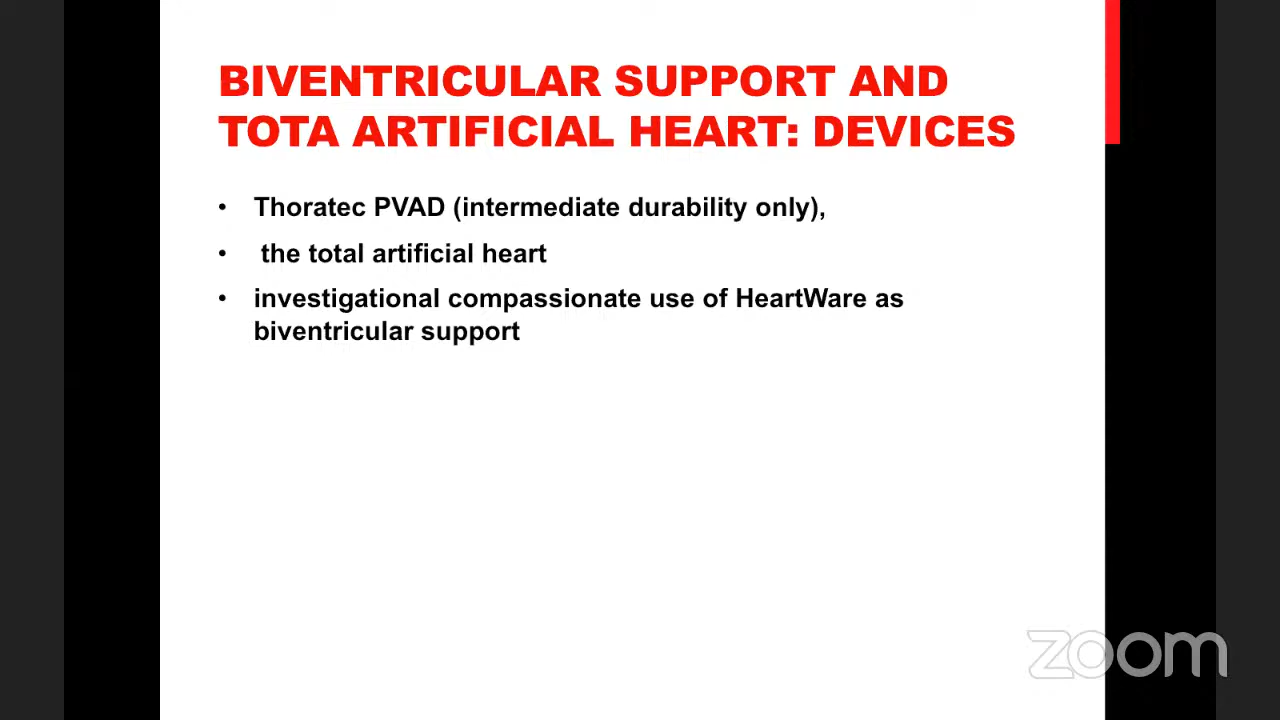 BIVENTRICULAR SUPPORT AND
TOTA ARTIFICIAL HEART: DEVICES
• Thoratec PVAD (intermediate durability only),
• the total artificial heart
• investigational compassionate use of HeartWare as
biventricular support
zoom